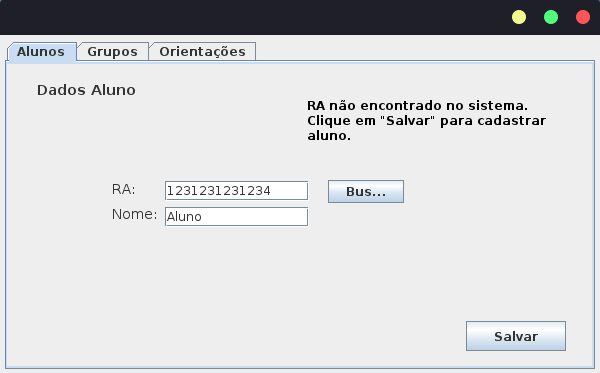 Alunos Grupos Orientações
Dados Aluno
RA não encontrado no sistema.
Clique em "Salvar" para cadastrar
aluno.
RA: 1231231231234 Bus...
Nome: Aluno
Salvar